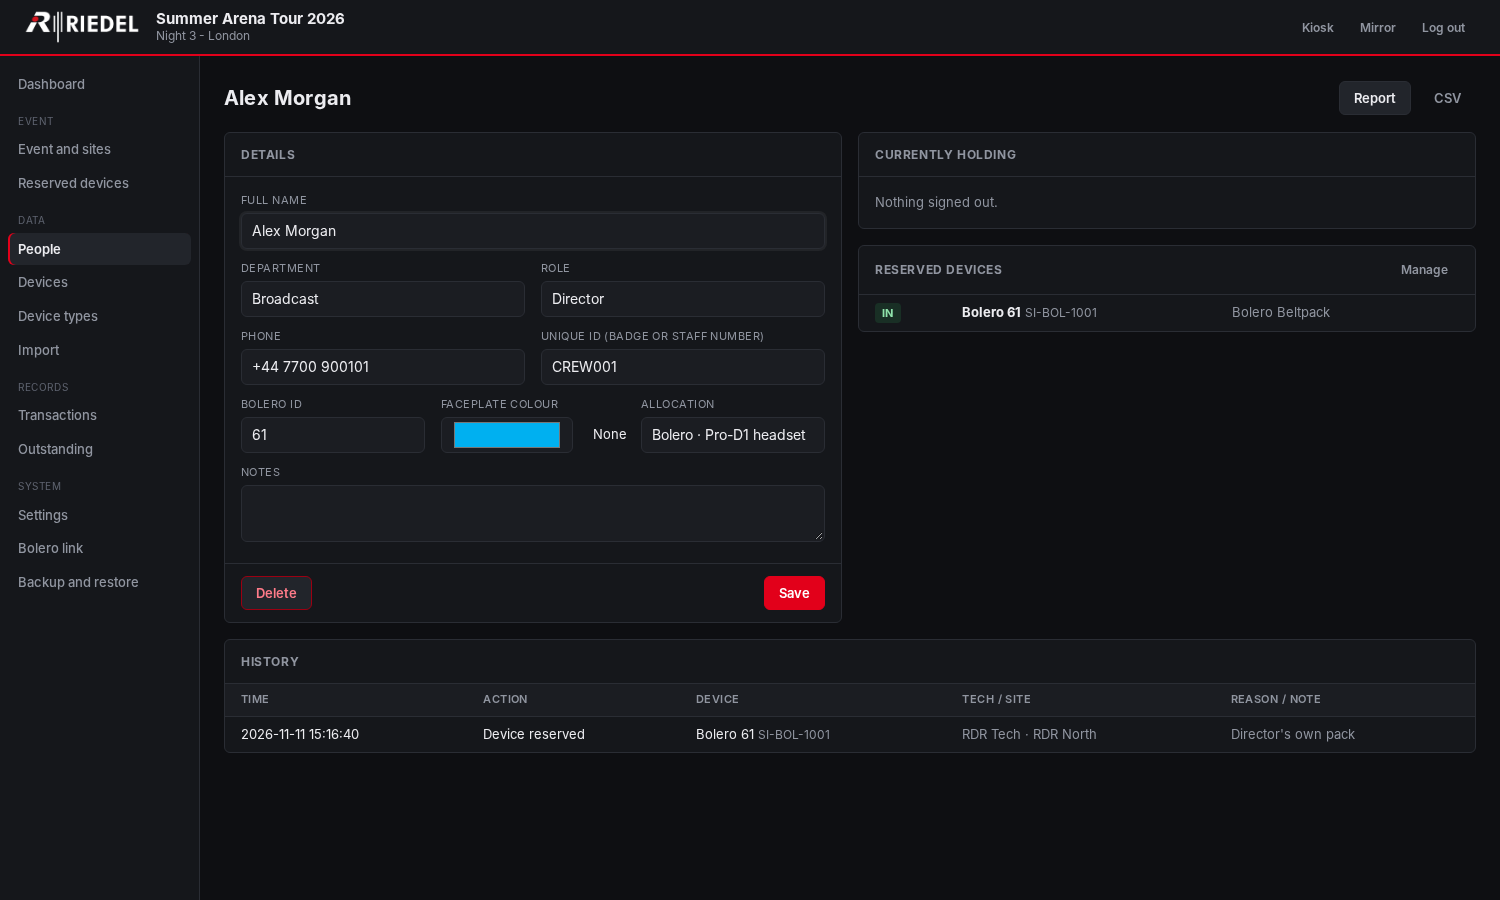 RIEDEL
Summer Arena Tour 2026
Night 3 - London
Kiosk
Mirror
Log out
Dashboard
EVENT
Event and sites
Reserved devices
DATA
People
Devices
Device types
Import
RECORDS
Transactions
Outstanding
SYSTEM
Settings
Bolero link
Backup and restore
Alex Morgan
Report
CSV
DETAILS
FULL NAME
Alex Morgan
DEPARTMENT
ROLE
Broadcast
Director
PHONE
UNIQUE ID (BADGE OR STAFF NUMBER)
+44 7700 900101
CREW001
BOLERO ID
FACEPLATE COLOUR
ALLOCATION
61
None
Bolero · Pro-D1 headset
NOTES
Delete
Save
CURRENTLY HOLDING
Nothing signed out.
RESERVED DEVICES
Manage
IN
Bolero 61 SI-BOL-1001
Bolero Beltpack
HISTORY
TIME
ACTION
DEVICE
TECH / SITE
REASON / NOTE
2026-11-11 15:16:40
Device reserved
Bolero 61 SI-BOL-1001
RDR Tech · RDR North
Director's own pack